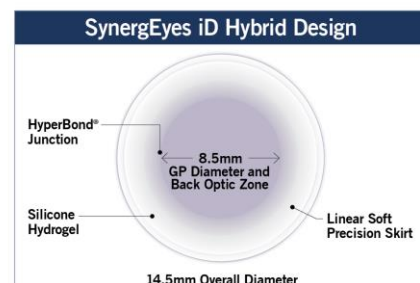 SynergEyes iD Hybrid Design
HyperBond®
Junction
8.5mm
GP Diameter and
Back Optic Zone
Silicone
Hydrogel
Linear Soft
Precision Skirt
14.5mm Overall Diameter